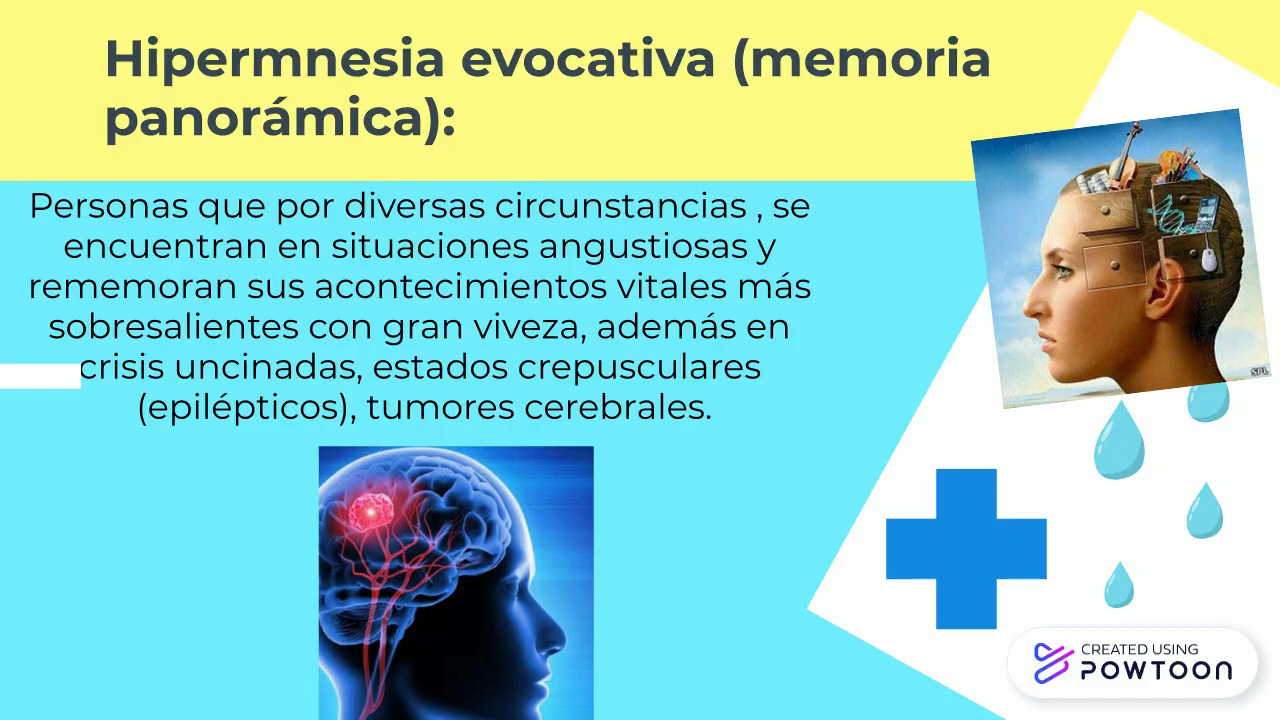 Hipermnesia evocativa (memoria
panorámica):
Personas que por diversas circunstancias , se
encuentran en situaciones angustiosas y
rememoran sus acontecimientos vitales más
sobresalientes con gran viveza, además en
crisis uncinadas, estados crepusculares
(epilépticos), tumores cerebrales.
SPL
CREATED USING
POWTOON